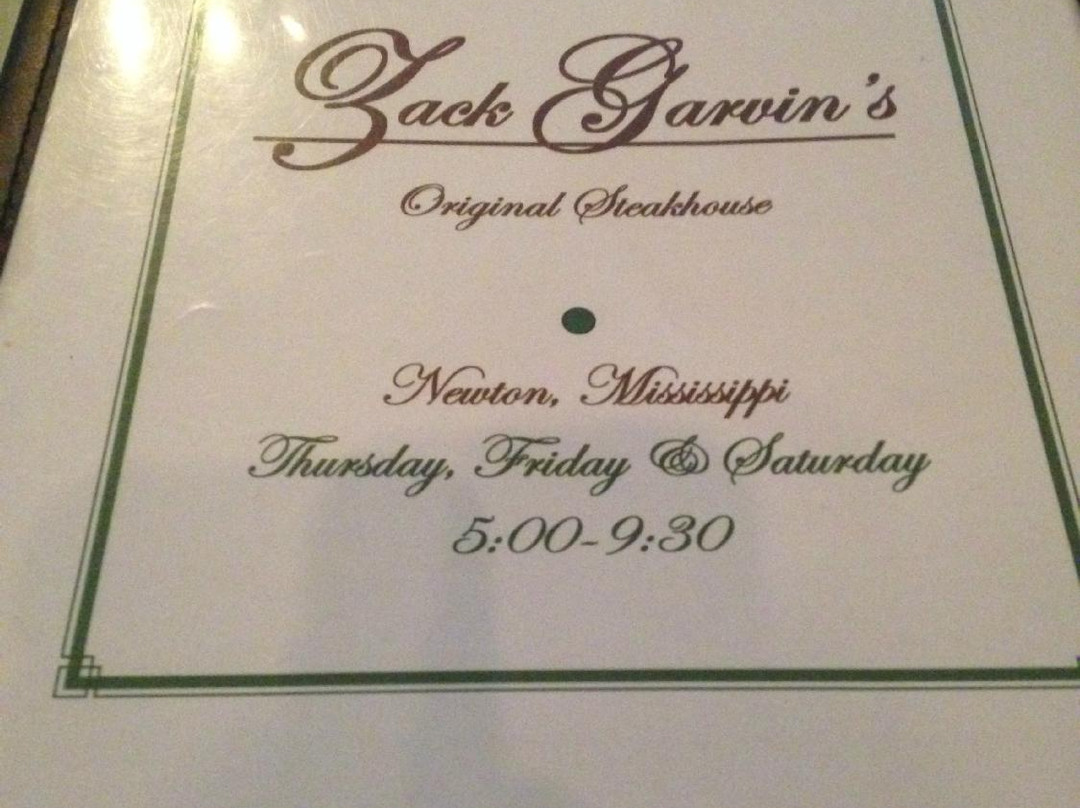 Zack Garvin's
Original Steakhouse
Newton, Mississippi
Thursday, Friday & Saturday
5:00-9:30